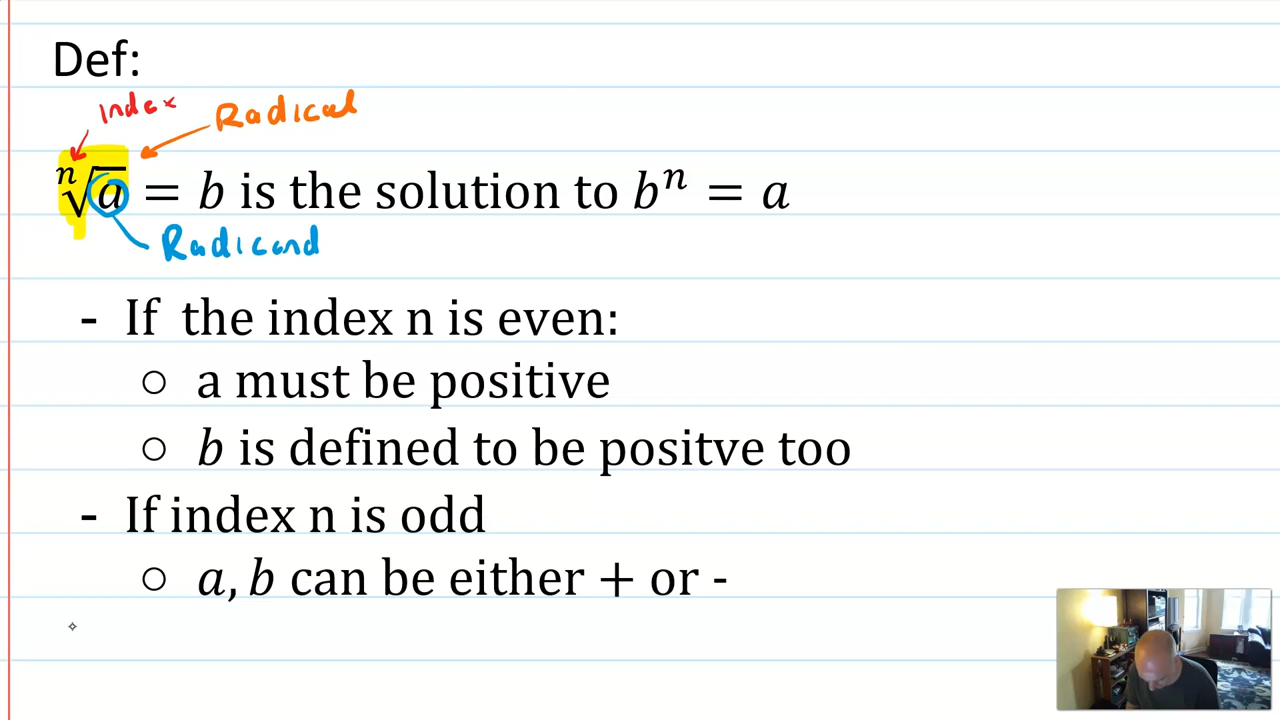 Def:
Index
Radical
ⁿ√a = b is the solution to bⁿ = a
Radicand
- If the index n is even:
○ a must be positive
○ b is defined to be positve too
- If index n is odd
○ a, b can be either + or -